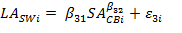 LA_{SWi} = β_{31}SA_{CBi}^{β_{32}} + ε_{3i}